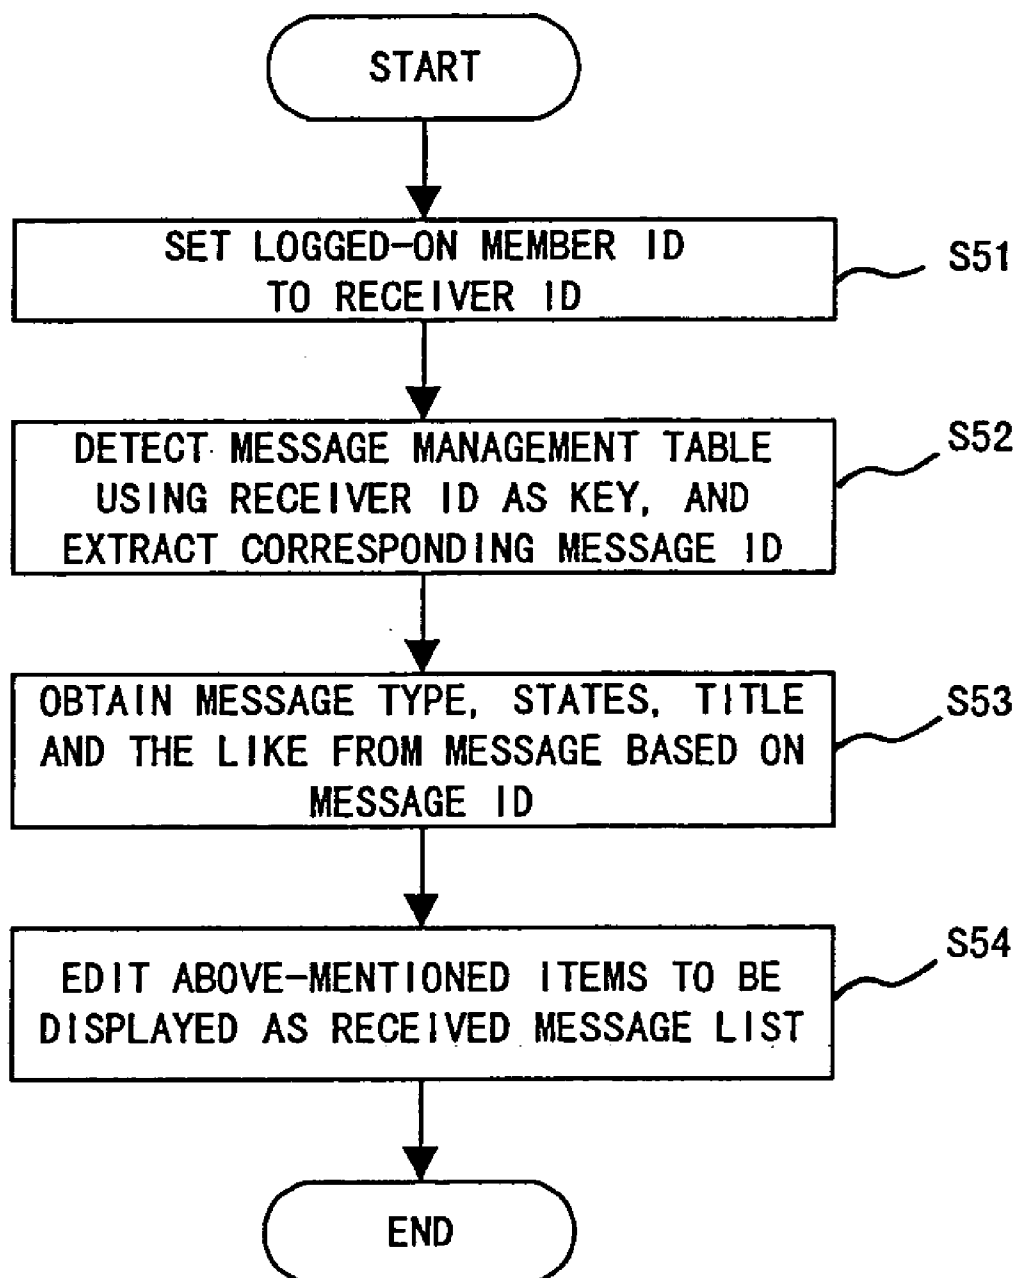 START
SET LOGGED-ON MEMBER ID
TO RECEIVER ID
S51
DETECT MESSAGE MANAGEMENT TABLE
USING RECEIVER ID AS KEY, AND
EXTRACT CORRESPONDING MESSAGE ID
S52
OBTAIN MESSAGE TYPE, STATES, TITLE
AND THE LIKE FROM MESSAGE BASED ON
MESSAGE ID
S53
EDIT ABOVE-MENTIONED ITEMS TO BE
DISPLAYED AS RECEIVED MESSAGE LIST
S54
END